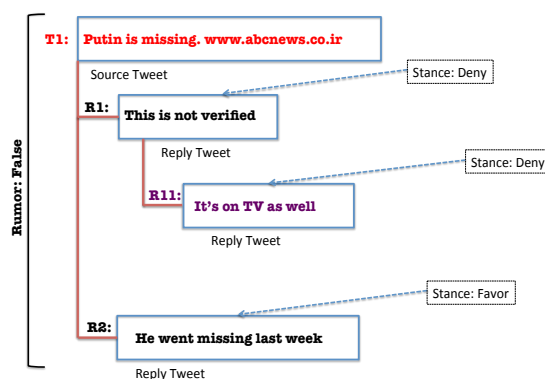 T1: Putin is missing. www.abcnews.co.ir
Source Tweet
Stance: Deny
R1: This is not verified
Reply Tweet
Stance: Deny
R11: It's on TV as well
Reply Tweet
Rumor: False
Stance: Favor
R2: He went missing last week
Reply Tweet